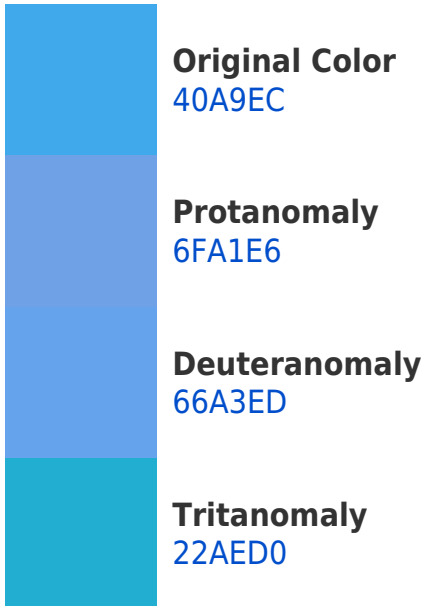 Original Color
40A9EC
Protanomaly
6FA1E6
Deuteranomaly
66A3ED
Tritanomaly
22AED0